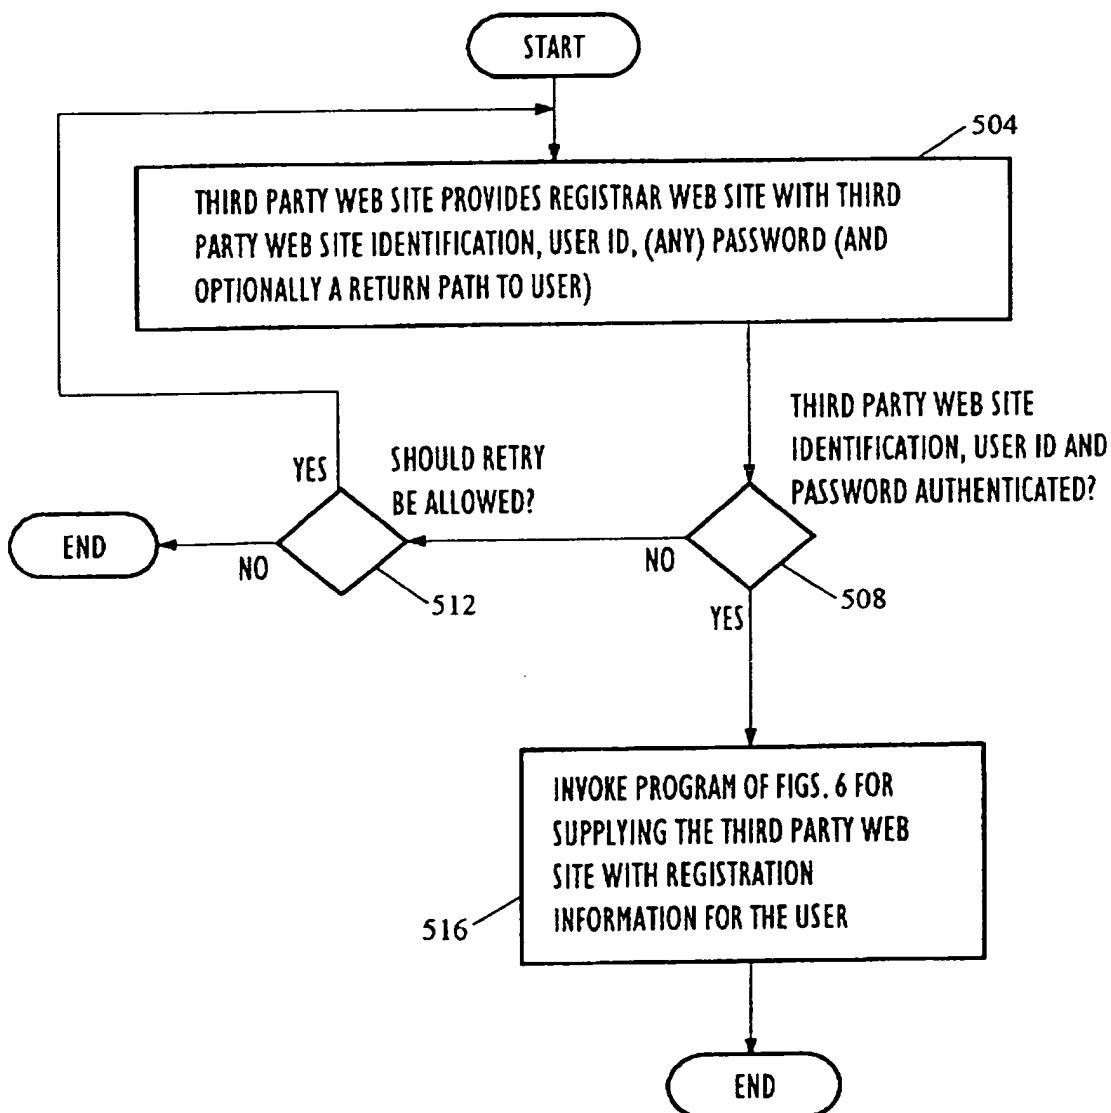 START
504
THIRD PARTY WEB SITE PROVIDES REGISTRAR WEB SITE WITH THIRD
PARTY WEB SITE IDENTIFICATION, USER ID, (ANY) PASSWORD (AND
OPTIONALLY A RETURN PATH TO USER)
THIRD PARTY WEB SITE
IDENTIFICATION, USER ID AND
PASSWORD AUTHENTICATED?
YES
SHOULD RETRY
BE ALLOWED?
END
NO
512
NO
508
YES
INVOKE PROGRAM OF FIGS. 6 FOR
SUPPLYING THE THIRD PARTY WEB
SITE WITH REGISTRATION
INFORMATION FOR THE USER
516
END